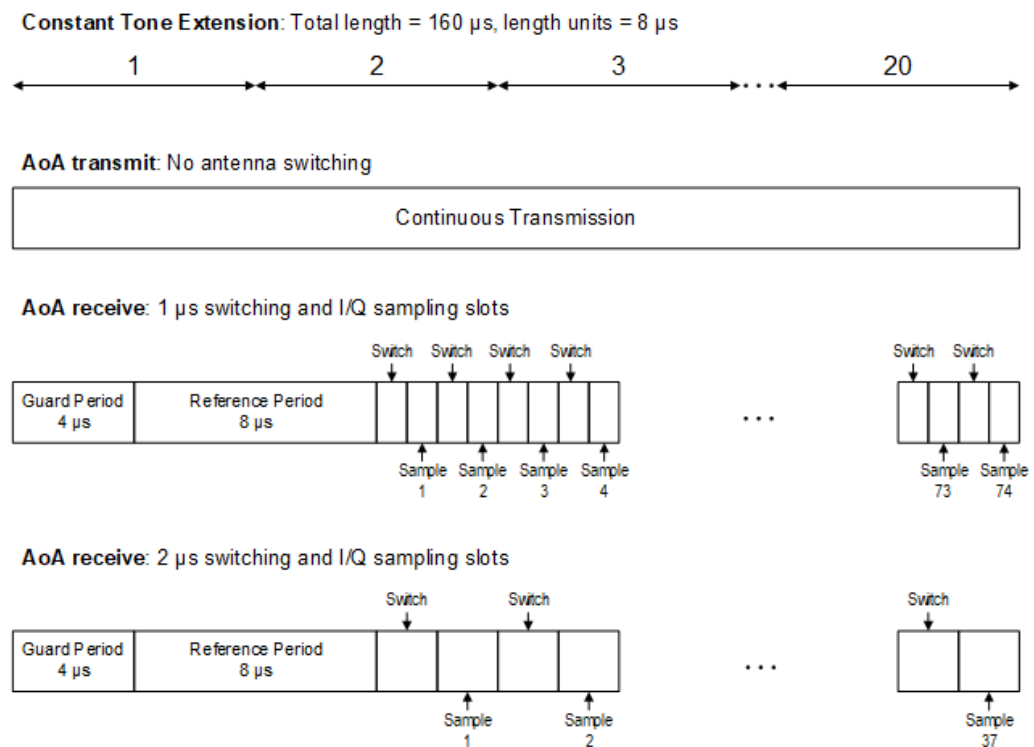 Constant Tone Extension: Total length = 160 µs, length units = 8 µs
1 2 3 ... 20
AoA transmit: No antenna switching
Continuous Transmission
AoA receive: 1 µs switching and I/Q sampling slots
Switch Switch Switch Switch Switch Switch
Guard Period
4 µs
Reference Period
8 µs
...
Sample
1
Sample
2
Sample
3
Sample
4
Sample
73
Sample
74
AoA receive: 2 µs switching and I/Q sampling slots
Switch Switch Switch
Guard Period
4 µs
Reference Period
8 µs
...
Sample
1
Sample
2
Sample
37